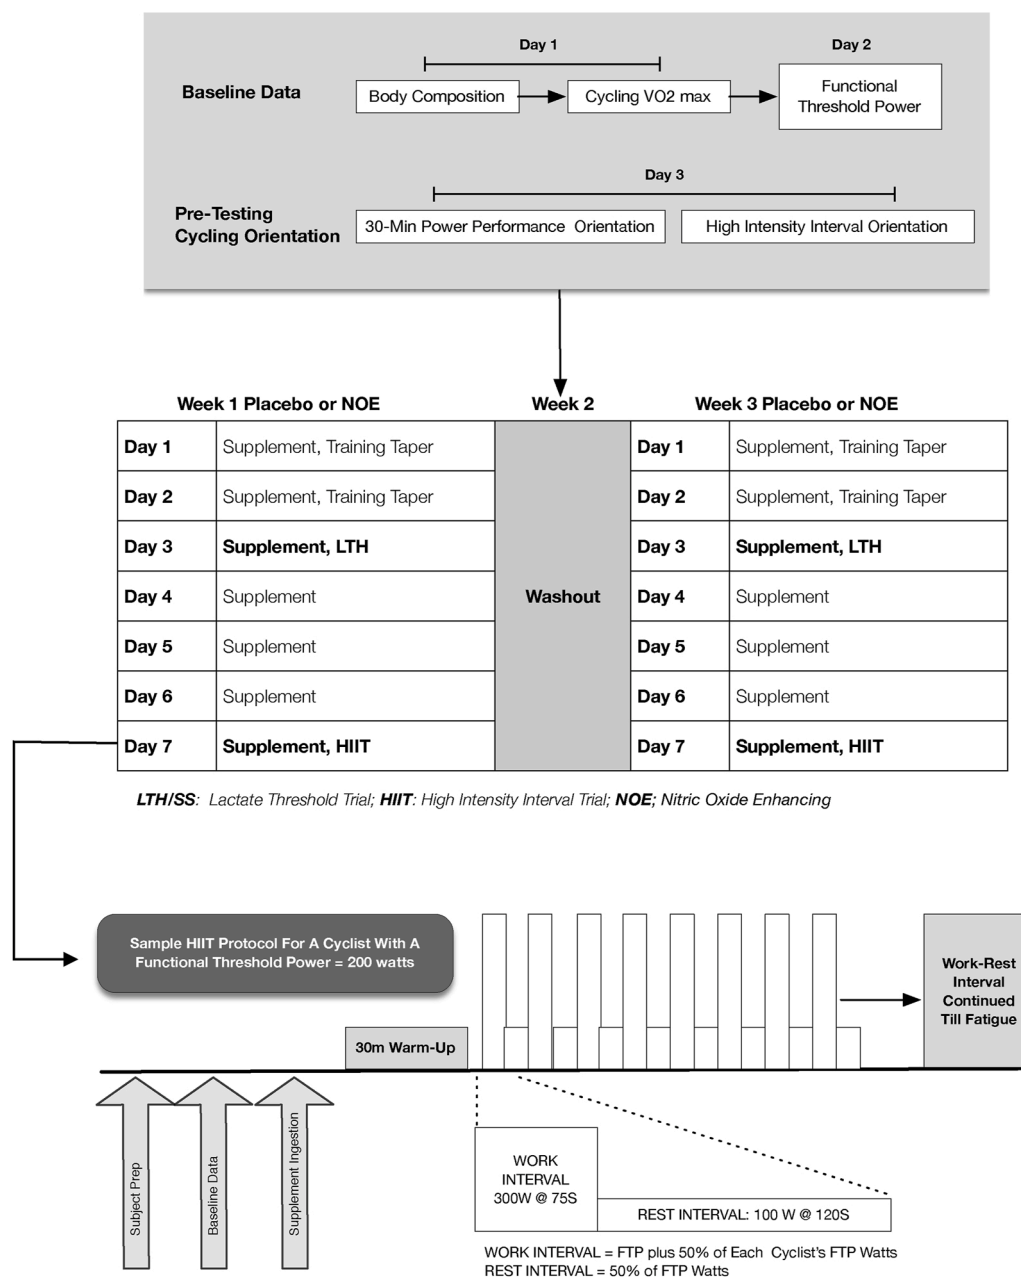 Day 1
Day 2
Baseline Data
Body Composition
Cycling VO2 max
Functional
Threshold Power
Day 3
Pre-Testing
Cycling Orientation
30-Min Power Performance Orientation
High Intensity Interval Orientation
Week 1 Placebo or NOE
Week 2
Week 3 Placebo or NOE
Day 1 Supplement, Training Taper
Day 2 Supplement, Training Taper
Day 3 Supplement, LTH
Day 4 Supplement
Day 5 Supplement
Day 6 Supplement
Day 7 Supplement, HIIT
Washout
Day 1 Supplement, Training Taper
Day 2 Supplement, Training Taper
Day 3 Supplement, LTH
Day 4 Supplement
Day 5 Supplement
Day 6 Supplement
Day 7 Supplement, HIIT
LTH/SS: Lactate Threshold Trial; HIIT: High Intensity Interval Trial; NOE; Nitric Oxide Enhancing
Sample HIIT Protocol For A Cyclist With A
Functional Threshold Power = 200 watts
Work-Rest
Interval
Continued
Till Fatigue
30m Warm-Up
Subject Prep
Baseline Data
Supplement Ingestion
WORK
INTERVAL
300W @ 75S
REST INTERVAL: 100 W @ 120S
WORK INTERVAL = FTP plus 50% of Each Cyclist's FTP Watts
REST INTERVAL = 50% of FTP Watts